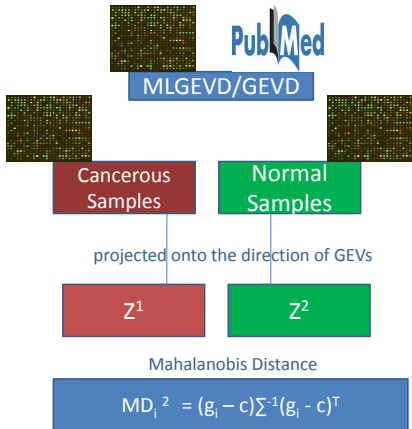 PubMed
MLGEVD/GEVD
Cancerous
Samples
Normal
Samples
projected onto the direction of GEVs
Z¹
Z²
Mahalanobis Distance
MDᵢ ² = (gᵢ – c)∑⁻¹(gᵢ - c)ᵀ